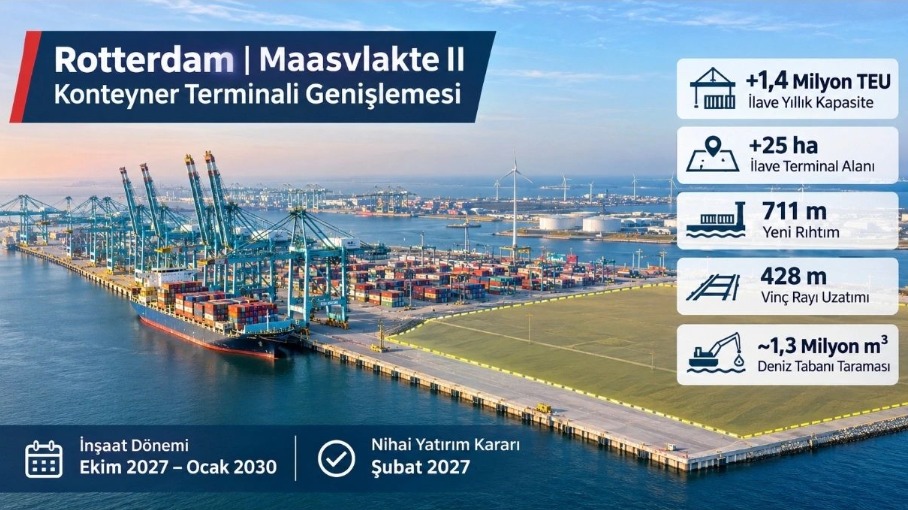 Rotterdam | Maasvlakte II
Konteyner Terminali Genişlemesi
+1,4 Milyon TEU
İlave Yıllık Kapasite
+25 ha
İlave Terminal Alanı
711 m
Yeni Rıhtım
428 m
Vinç Rayı Uzatımı
~1,3 Milyon m³
Deniz Tabanı Taraması
İnşaat Dönemi
Ekim 2027 – Ocak 2030
Nihai Yatırım Kararı
Şubat 2027